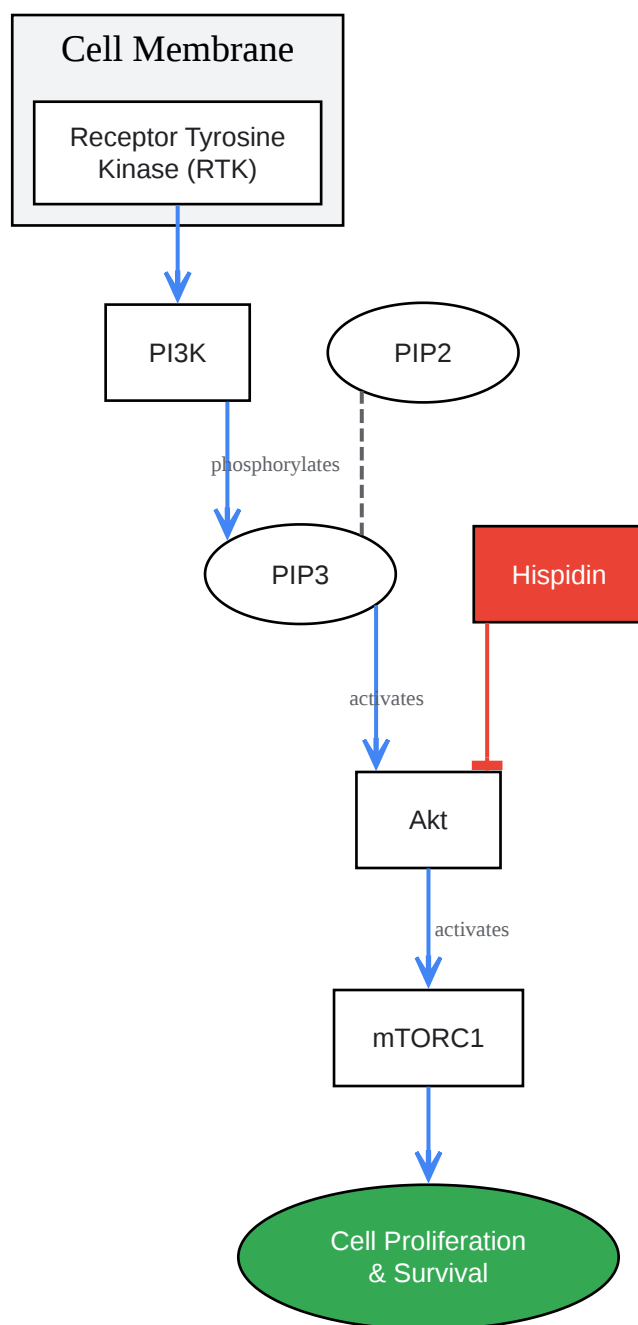 Cell Membrane
Receptor Tyrosine
Kinase (RTK)
PI3K
PIP2
phosphorylates
PIP3
Hispidin
activates
Akt
activates
mTORC1
Cell Proliferation
& Survival